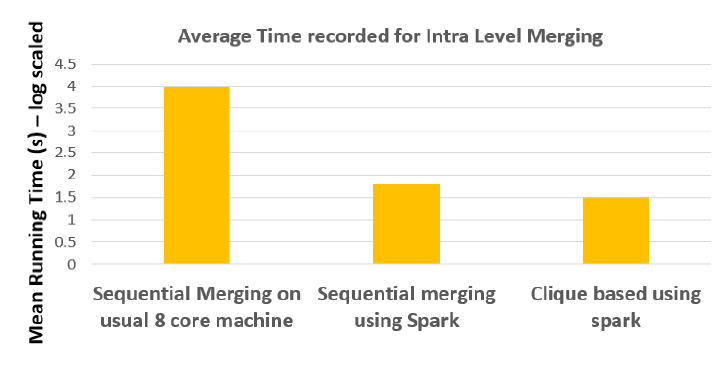 Average Time recorded for Intra Level Merging
Mean Running Time (s) – log scaled
4.5
4
3.5
3
2.5
2
1.5
1
0.5
0
Sequential Merging on
usual 8 core machine
Sequential merging
using Spark
Clique based using
spark